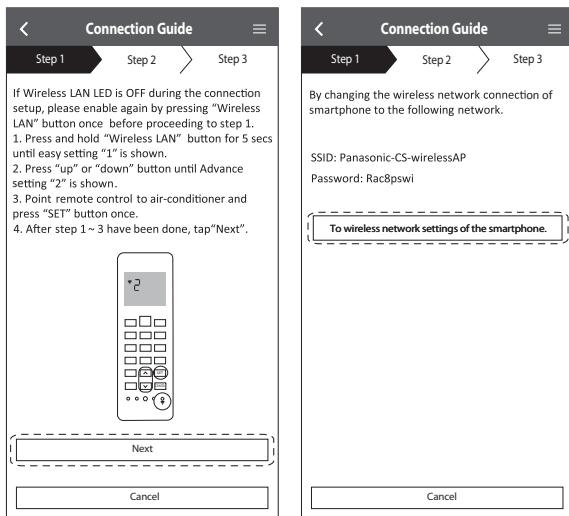 Connection Guide
Step 1 Step 2 Step 3
If Wireless LAN LED is OFF during the connection
setup, please enable again by pressing “Wireless
LAN” button once before proceeding to step 1.
1. Press and hold “Wireless LAN” button for 5 secs
until easy setting “1” is shown.
2. Press “up” or “down” button until Advance
setting “2” is shown.
3. Point remote control to air-conditioner and
press “SET” button once.
4. After step 1 ~ 3 have been done, tap“Next”.
*2
SET
Next
Cancel
Connection Guide
Step 1 Step 2 Step 3
By changing the wireless network connection of
smartphone to the following network.
SSID: Panasonic-CS-wirelessAP
Password: Rac8pswi
To wireless network settings of the smartphone.
Cancel